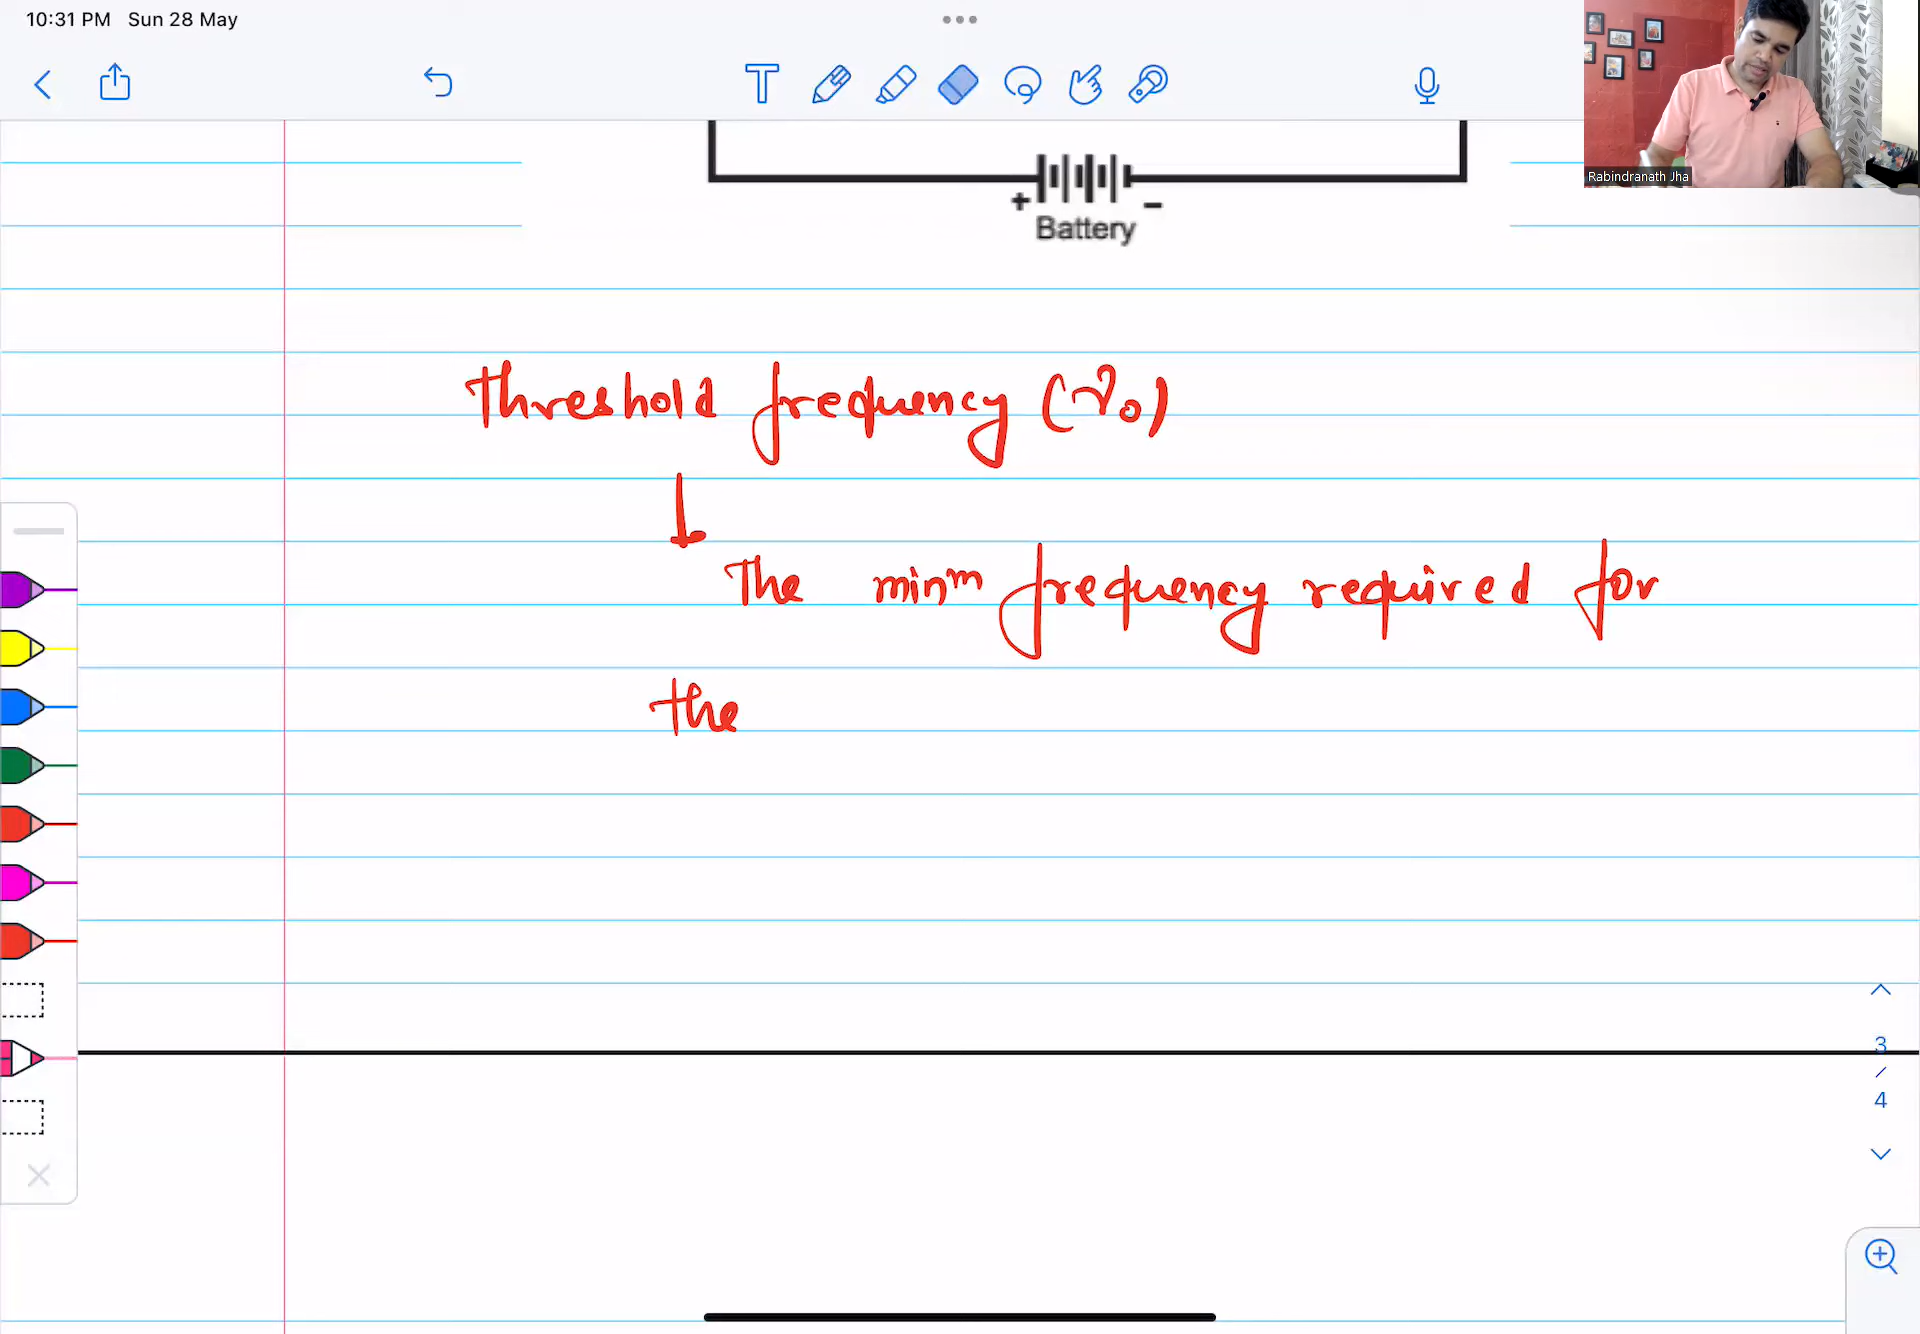 10:31 PM Sun 28 May
T
Rabindranath Jha
+ -
Battery
Threshold frequency (ν₀)
The minᵐ frequency required for
the
3
/
4